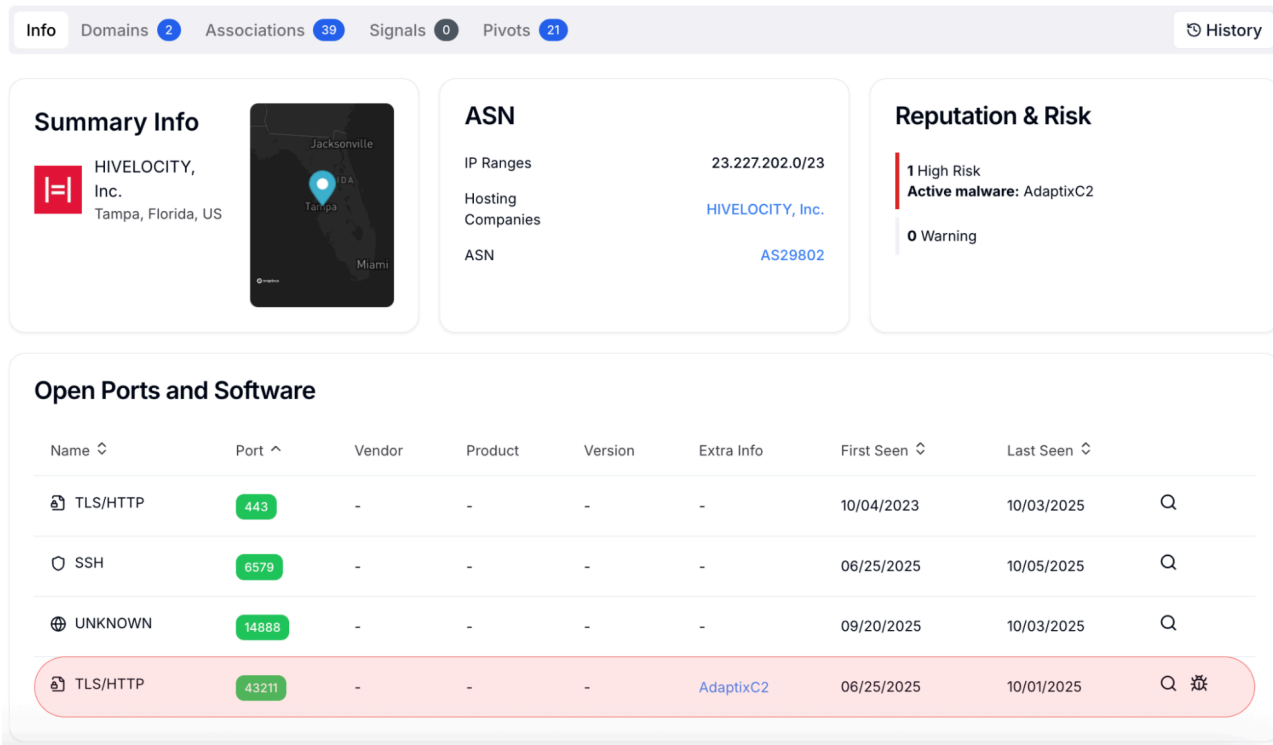 Info Domains 2 Associations 39 Signals 0 Pivots 21 History
Summary Info
HIVELOCITY,
Inc.
Tampa, Florida, US
Jacksonville
IDA
Tampa
Miami
ASN
IP Ranges 23.227.202.0/23
Hosting
Companies
HIVELOCITY, Inc.
ASN AS29802
Reputation & Risk
1 High Risk
Active malware: AdaptixC2
0 Warning
Open Ports and Software
Name Port Vendor Product Version Extra Info First Seen Last Seen
TLS/HTTP 443 - - - - 10/04/2023 10/03/2025
SSH 6579 - - - - 06/25/2025 10/05/2025
UNKNOWN 14888 - - - - 09/20/2025 10/03/2025
TLS/HTTP 43211 - - - AdaptixC2 06/25/2025 10/01/2025